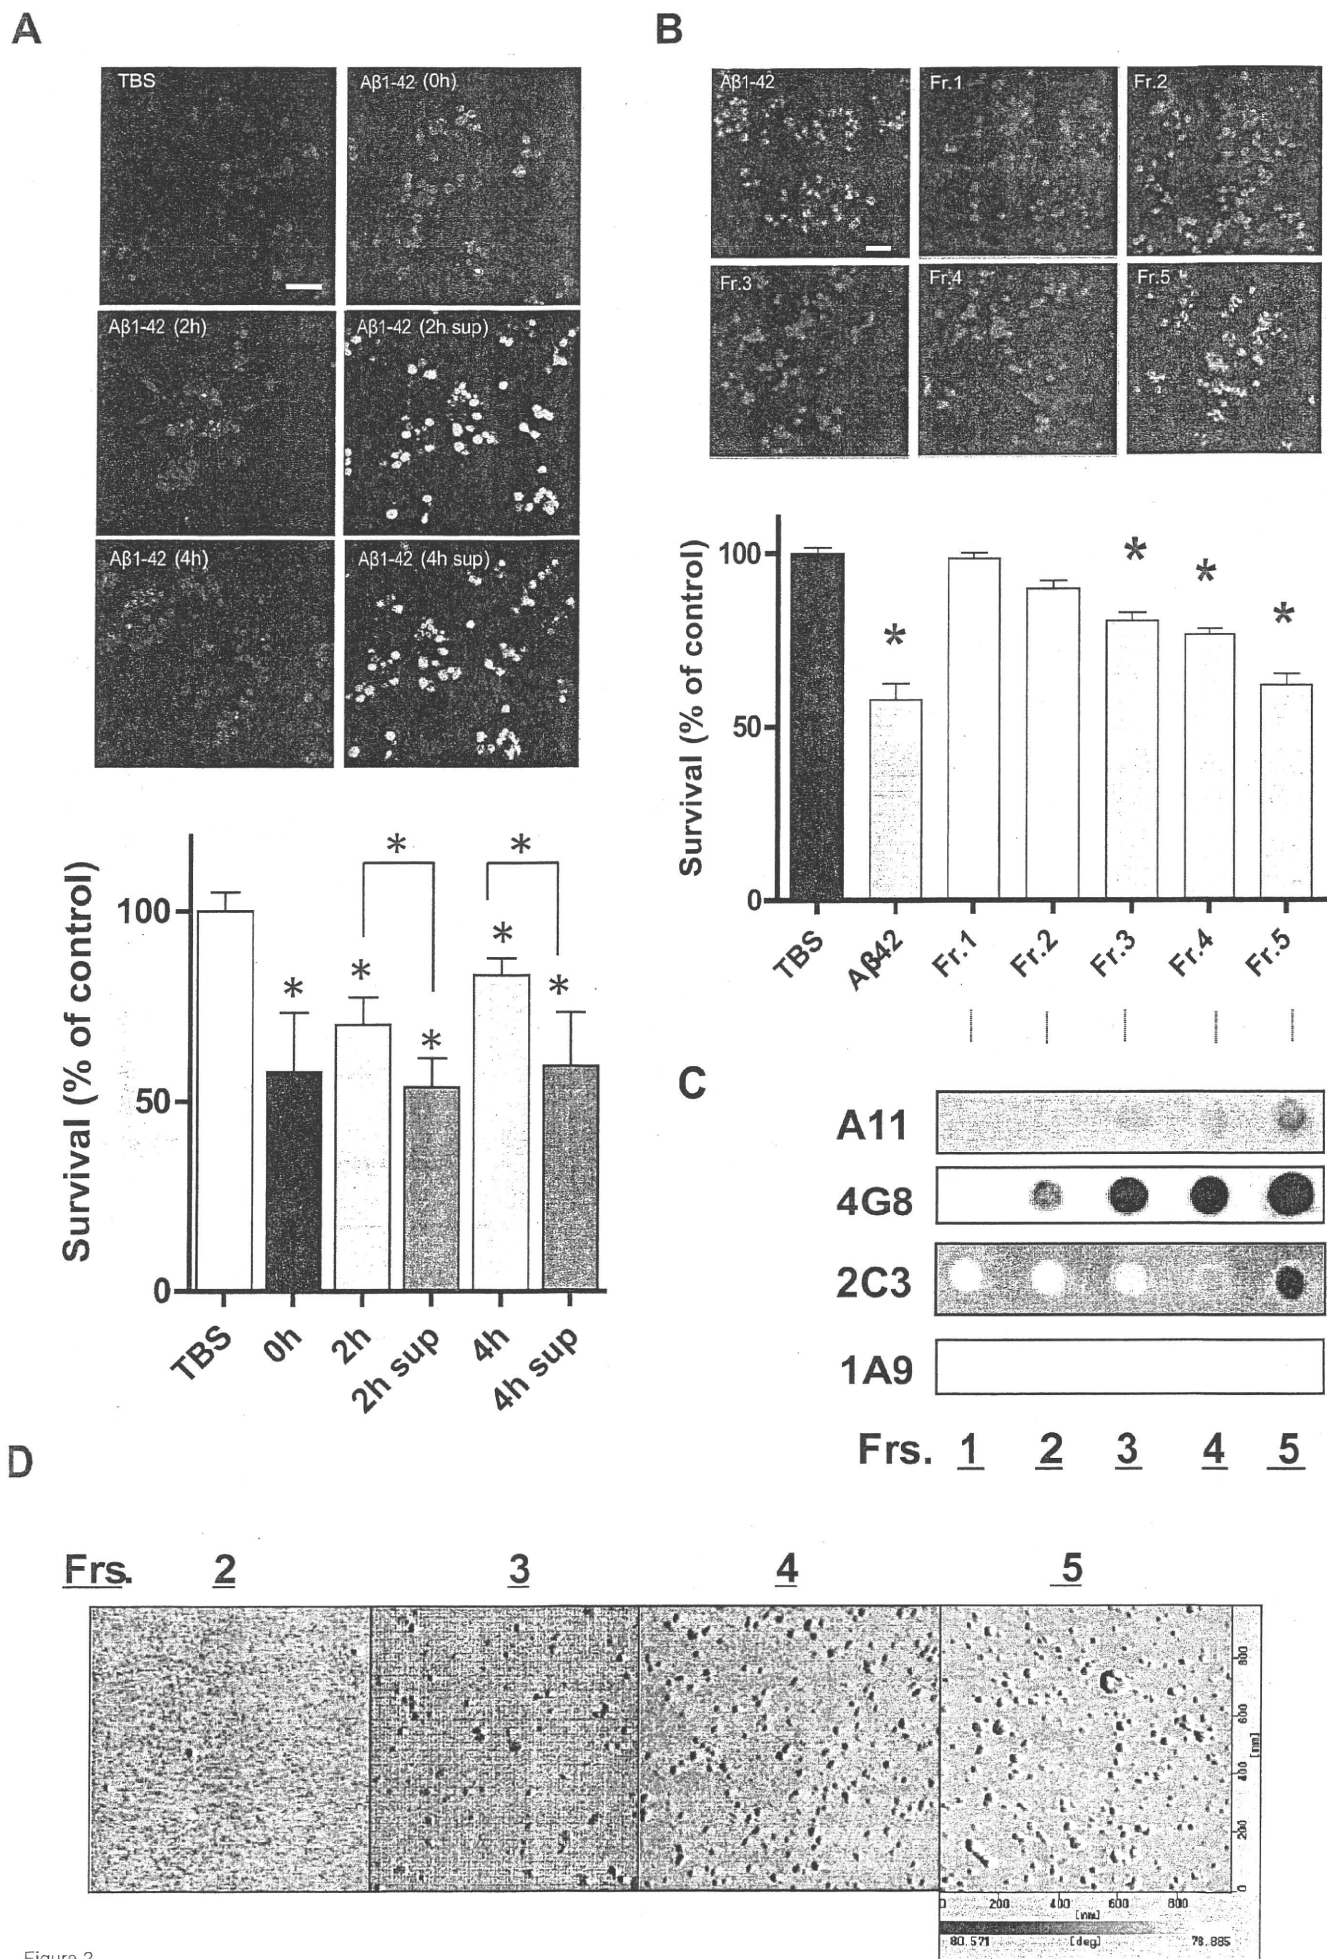 A
TBS
Aβ1-42 (0h)
Aβ1-42 (2h)
Aβ1-42 (2h sup)
Aβ1-42 (4h)
Aβ1-42 (4h sup)
Survival (% of control)
100
50
0
* * * * * * *
TBS 0h 2h 2h sup 4h 4h sup
B
Aβ1-42
Fr.1
Fr.2
Fr.3
Fr.4
Fr.5
Survival (% of control)
100
50
0
* * * *
TBS Aβ42 Fr.1 Fr.2 Fr.3 Fr.4 Fr.5
C
A11
4G8
2C3
1A9
Frs. 1 2 3 4 5
D
Frs. 2 3 4 5
800
600
[nm]
400
200
0
0 200 400 600 800
[nm]
80.571 [deg] 78.885
Figure 2